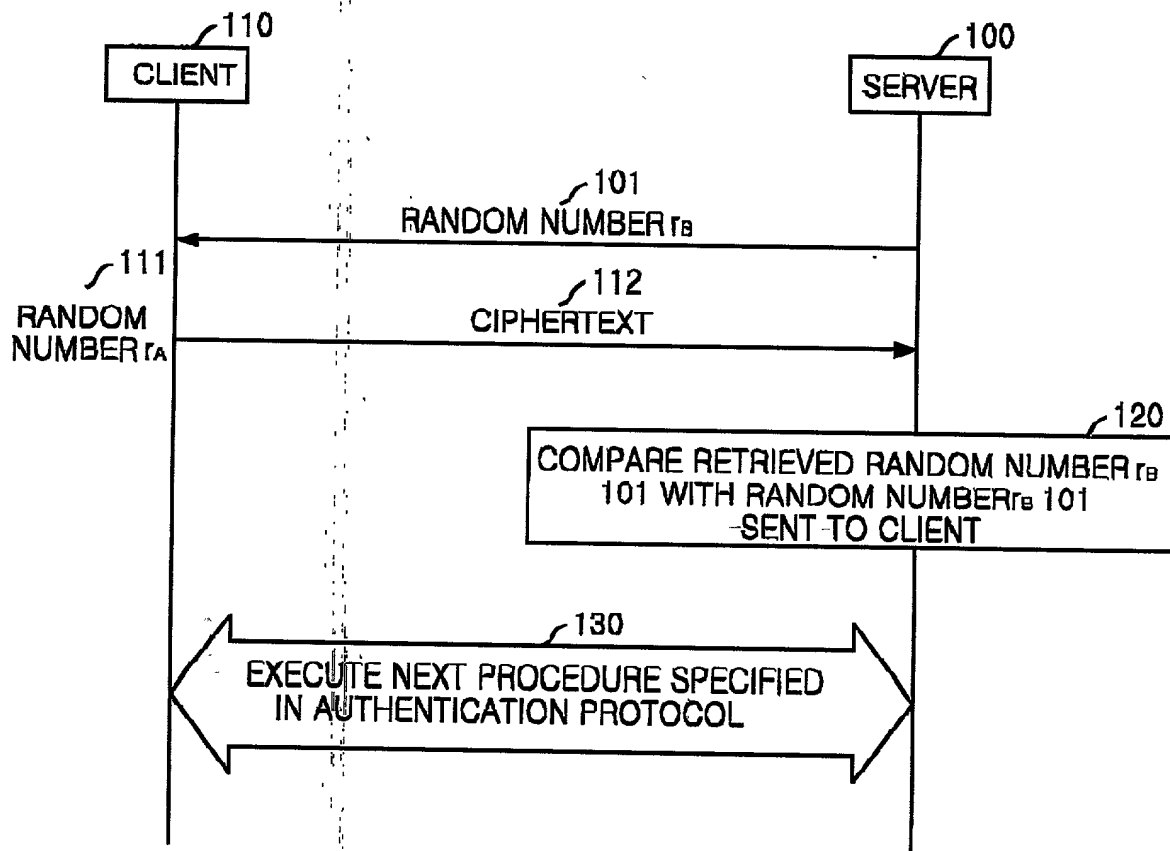 110
CLIENT
100
SERVER
101
RANDOM NUMBER rB
111
RANDOM
NUMBER rA
112
CIPHERTEXT
120
COMPARE RETRIEVED RANDOM NUMBER rB
101 WITH RANDOM NUMBER rB 101
SENT TO CLIENT
130
EXECUTE NEXT PROCEDURE SPECIFIED
IN AUTHENTICATION PROTOCOL